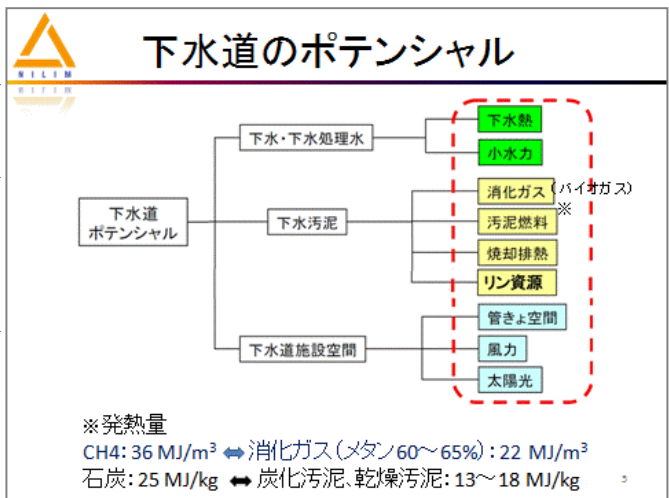 NILIM
下水道のポテンシャル
下水道
ポテンシャル
下水・下水処理水
下水熱
小水力
下水汚泥
消化ガス(バイオガス)
※
汚泥燃料
焼却排熱
リン資源
下水道施設空間
管きょ空間
風力
太陽光
※発熱量
CH4:36 MJ/m³ ⇔ 消化ガス(メタン60~65%):22 MJ/m³
石炭:25 MJ/kg ↔ 炭化汚泥、乾燥汚泥:13~18 MJ/kg
5